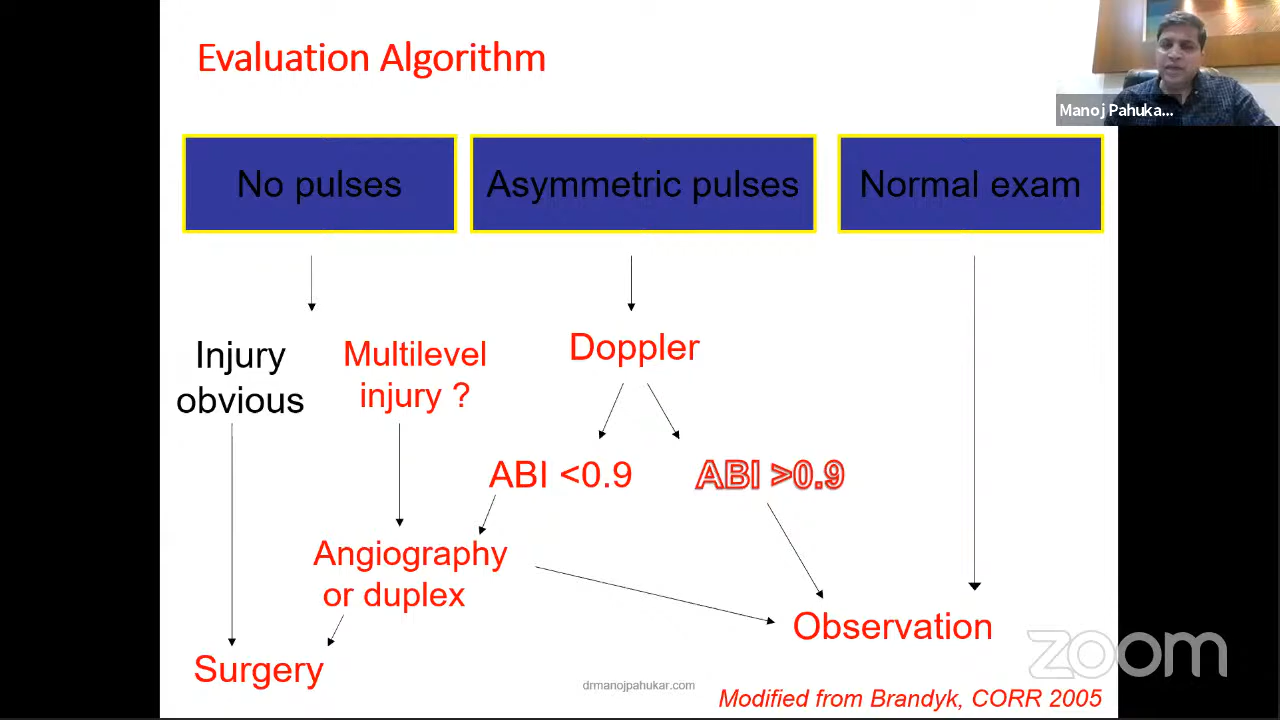 Evaluation Algorithm
Manoj Pahuka...
No pulses
Asymmetric pulses
Normal exam
Injury
obvious
Multilevel
injury ?
Doppler
ABI <0.9
ABI >0.9
Angiography
or duplex
Observation
Surgery
zoom
drmanojpahukar.com
Modified from Brandyk, CORR 2005